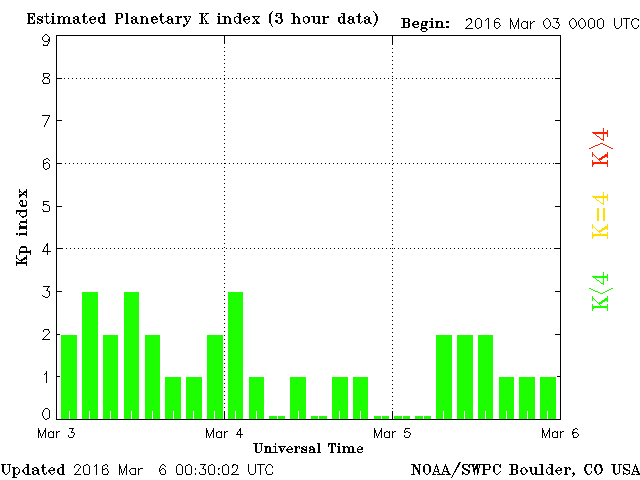 Estimated Planetary K index (3 hour data) Begin: 2016 Mar 03 0000 UTC
9
8
7
6
5
4
3
2
1
0
Kp index
K>4
K=4
K<4
Mar 3 Mar 4 Mar 5 Mar 6
Universal Time
Updated 2016 Mar 6 00:30:02 UTC NOAA/SWPC Boulder, CO USA